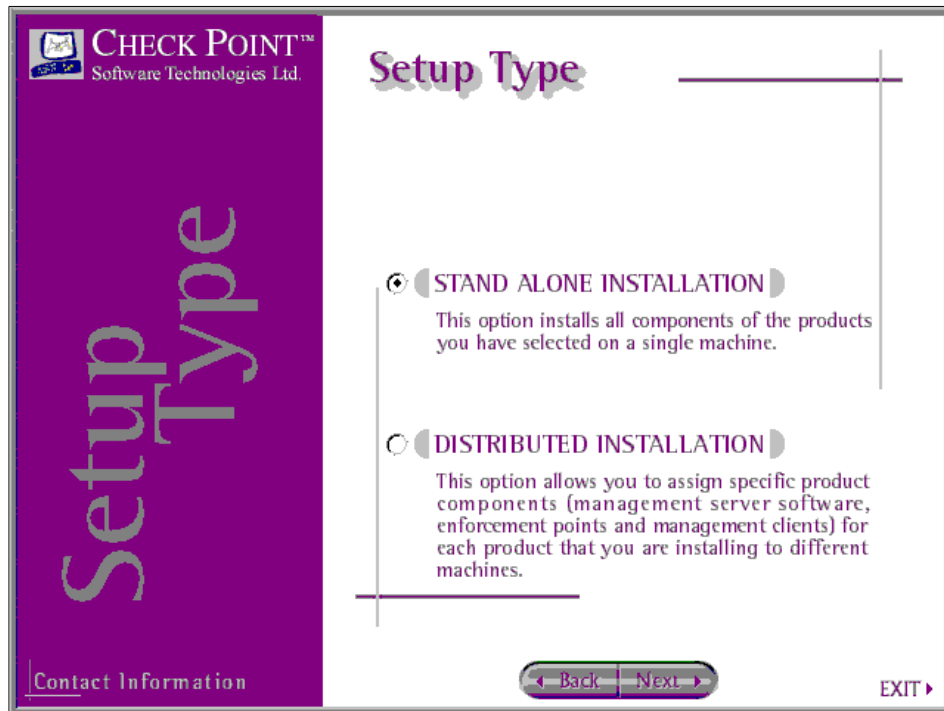 CHECK POINT™
Software Technologies Ltd.
Setup Type
Setup
Type
STAND ALONE INSTALLATION
This option installs all components of the products
you have selected on a single machine.
DISTRIBUTED INSTALLATION
This option allows you to assign specific product
components (management server software,
enforcement points and management clients) for
each product that you are installing to different
machines.
Contact Information
Back Next
EXIT